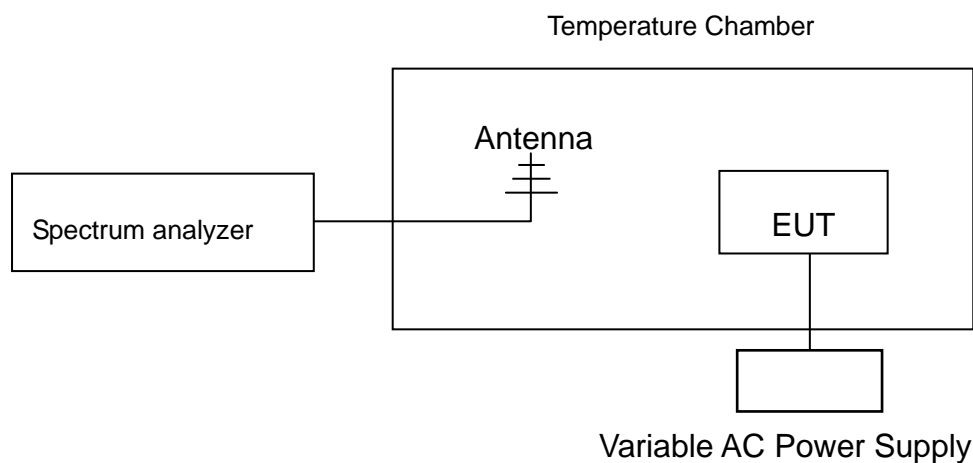 Temperature Chamber
Antenna
Spectrum analyzer
EUT
Variable AC Power Supply